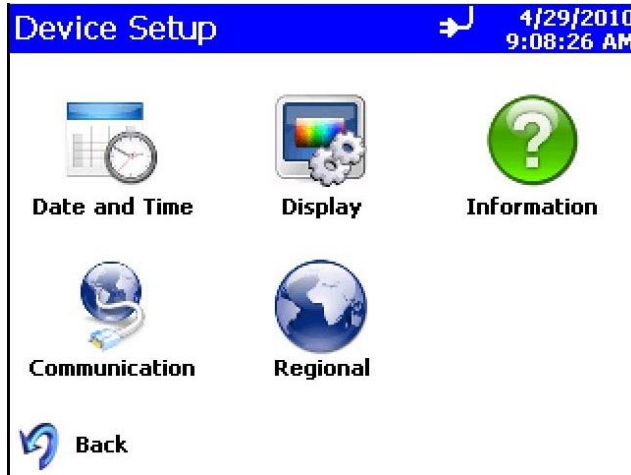 Device Setup
4/29/2010
9:08:26 AM
Date and Time
Display
Information
Communication
Regional
Back